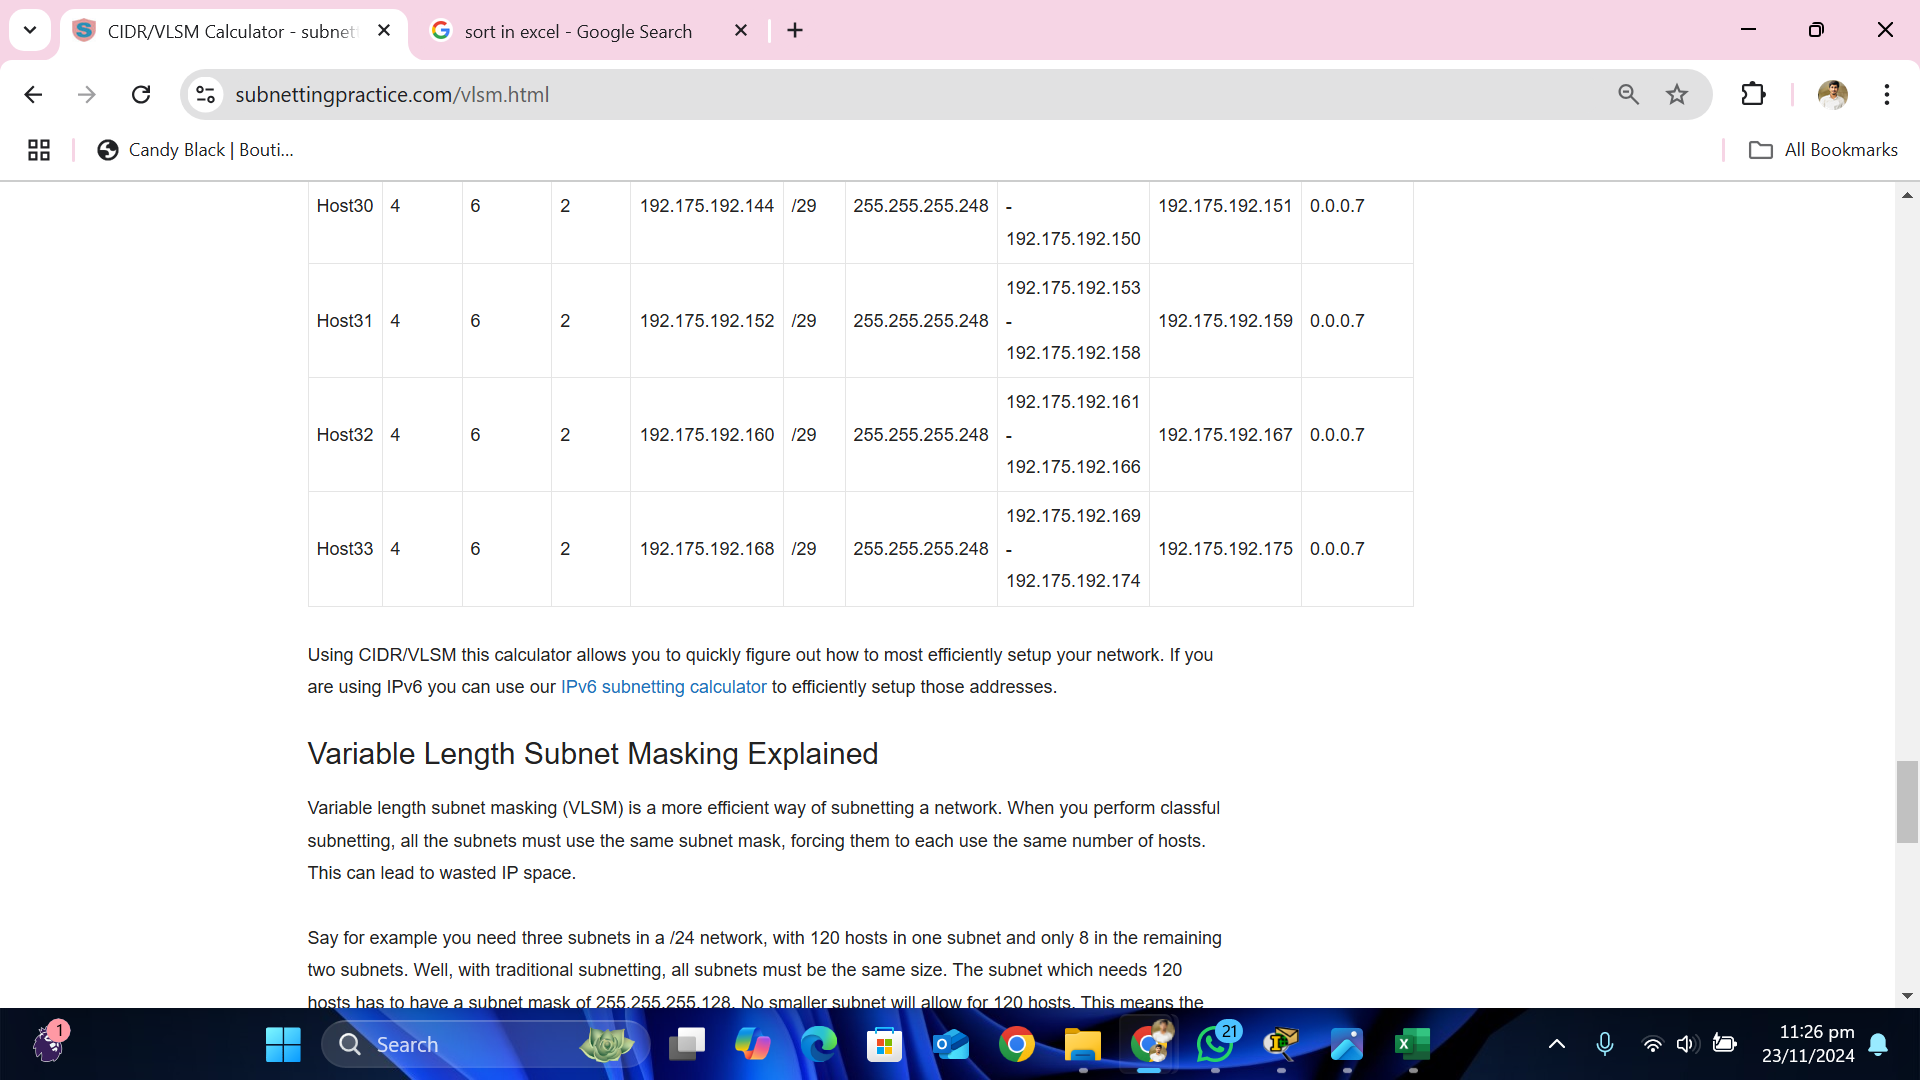 CIDR/VLSM Calculator - subnett
sort in excel - Google Search
subnettingpractice.com/vlsm.html
Candy Black | Bouti...
All Bookmarks
Host30 4 6 2 192.175.192.144 /29 255.255.255.248 - 192.175.192.151 0.0.0.7
192.175.192.150
192.175.192.153
Host31 4 6 2 192.175.192.152 /29 255.255.255.248 - 192.175.192.159 0.0.0.7
192.175.192.158
192.175.192.161
Host32 4 6 2 192.175.192.160 /29 255.255.255.248 - 192.175.192.167 0.0.0.7
192.175.192.166
192.175.192.169
Host33 4 6 2 192.175.192.168 /29 255.255.255.248 - 192.175.192.175 0.0.0.7
192.175.192.174
Using CIDR/VLSM this calculator allows you to quickly figure out how to most efficiently setup your network. If you
are using IPv6 you can use our IPv6 subnetting calculator to efficiently setup those addresses.
Variable Length Subnet Masking Explained
Variable length subnet masking (VLSM) is a more efficient way of subnetting a network. When you perform classful
subnetting, all the subnets must use the same subnet mask, forcing them to each use the same number of hosts.
This can lead to wasted IP space.
Say for example you need three subnets in a /24 network, with 120 hosts in one subnet and only 8 in the remaining
two subnets. Well, with traditional subnetting, all subnets must be the same size. The subnet which needs 120
hosts has to have a subnet mask of 255.255.255.128. No smaller subnet will allow for 120 hosts. This means the
1
Search
21
11:26 pm
23/11/2024